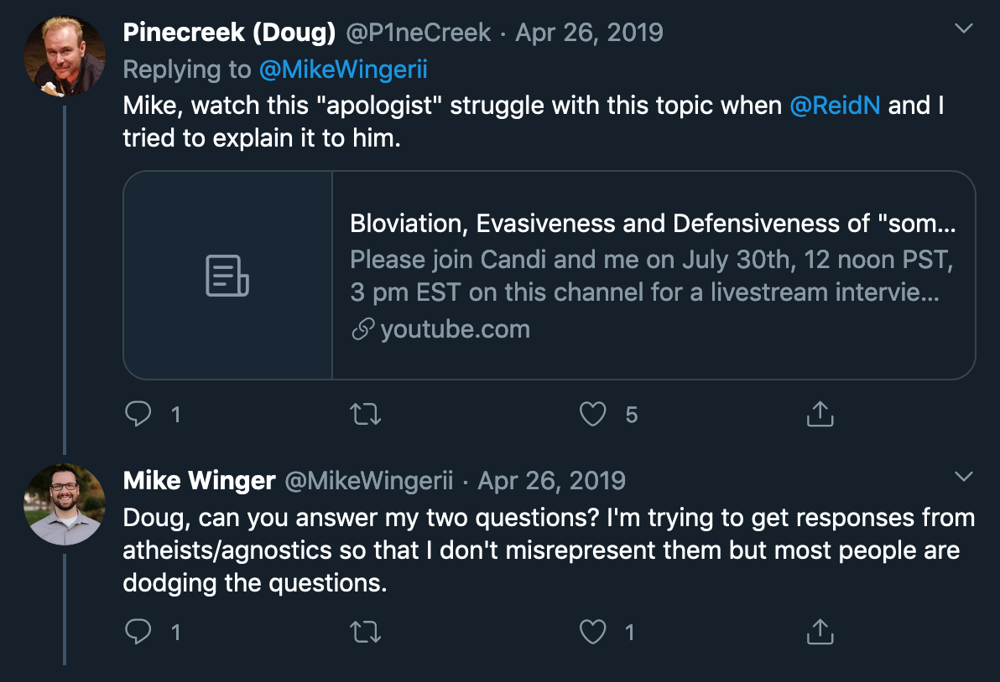 Pinecreek (Doug) @P1neCreek · Apr 26, 2019
Replying to @MikeWingerii
Mike, watch this "apologist" struggle with this topic when @ReidN and I
tried to explain it to him.
Bloviation, Evasiveness and Defensiveness of "som...
Please join Candi and me on July 30th, 12 noon PST,
3 pm EST on this channel for a livestream intervie...
youtube.com
1
5
Mike Winger @MikeWingerii · Apr 26, 2019
Doug, can you answer my two questions? I'm trying to get responses from
atheists/agnostics so that I don't misrepresent them but most people are
dodging the questions.
1
1